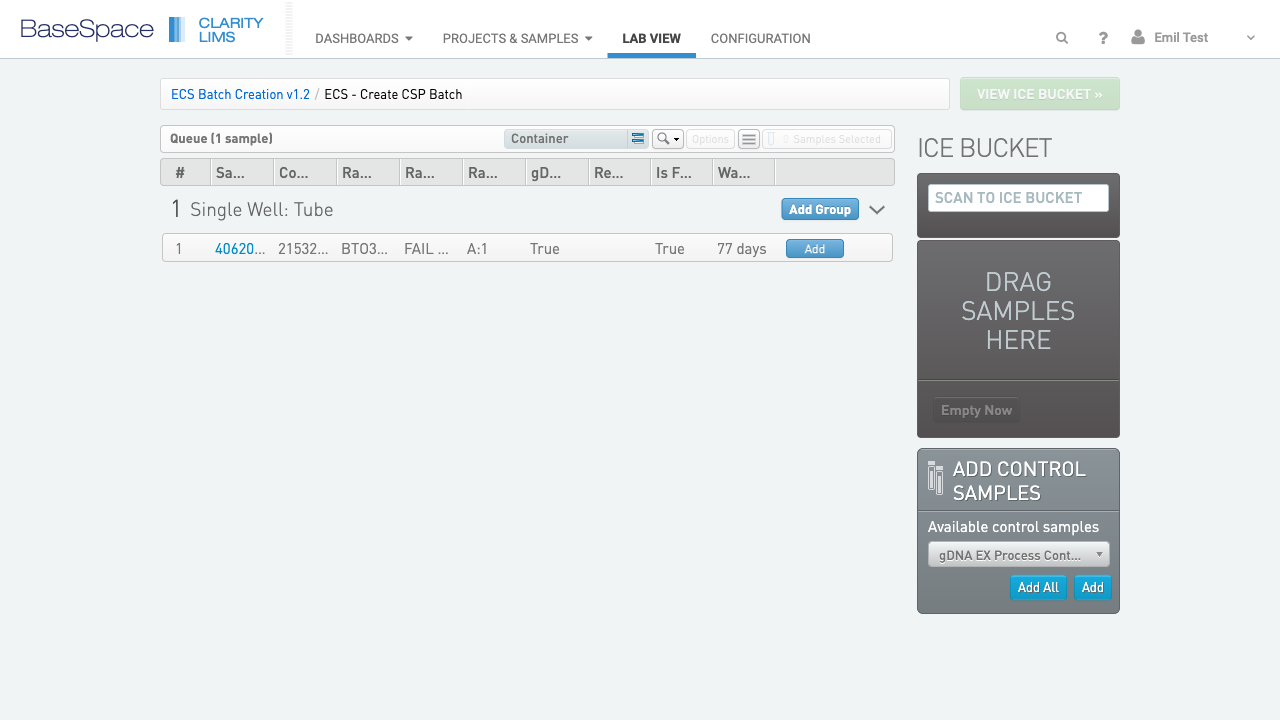 BaseSpace CLARITY LIMS
DASHBOARDS PROJECTS & SAMPLES LAB VIEW CONFIGURATION ? Emil Test
ECS Batch Creation v1.2 / ECS - Create CSP Batch
VIEW ICE BUCKET »
Queue (1 sample) Container Options 0 Samples Selected
# Sa... Co... Ra... Ra... Ra... gD... Re... Is F... Wa...
1 Single Well: Tube Add Group
1 40620... 21532... BTO3... FAIL ... A:1 True True 77 days Add
ICE BUCKET
SCAN TO ICE BUCKET
DRAG
SAMPLES
HERE
Empty Now
ADD CONTROL
SAMPLES
Available control samples
gDNA EX Process Cont...
Add All Add